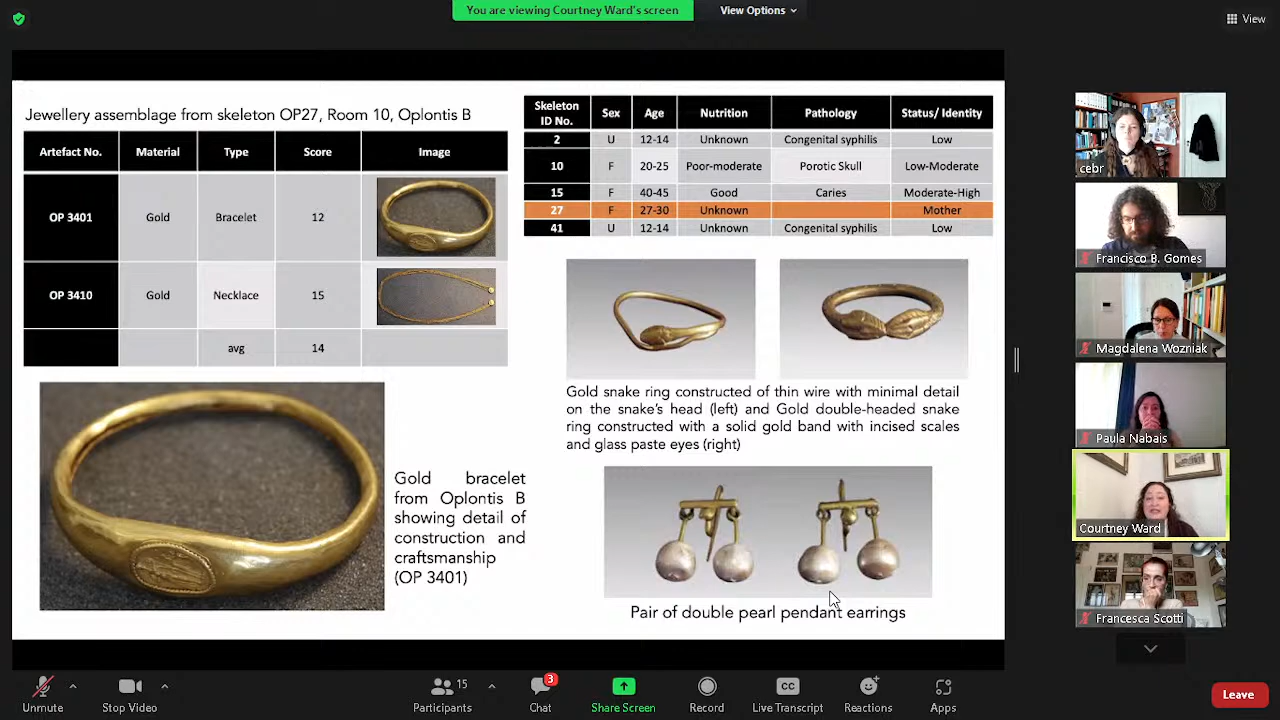 You are viewing Courtney Ward's screen
View Options
View
Jewellery assemblage from skeleton OP27, Room 10, Oplontis B
Artefact No. Material Type Score Image
OP 3401 Gold Bracelet 12
OP 3410 Gold Necklace 15
avg 14
Gold bracelet
from Oplontis B
showing detail of
construction and
craftsmanship
(OP 3401)
Skeleton ID No. Sex Age Nutrition Pathology Status/ Identity
2 U 12-14 Unknown Congenital syphilis Low
10 F 20-25 Poor-moderate Porotic Skull Low-Moderate
15 F 40-45 Good Caries Moderate-High
27 F 27-30 Unknown Mother
41 U 12-14 Unknown Congenital syphilis Low
Gold snake ring constructed of thin wire with minimal detail
on the snake's head (left) and Gold double-headed snake
ring constructed with a solid gold band with incised scales
and glass paste eyes (right)
Pair of double pearl pendant earrings
cebr
Francisco B. Gomes
Magdalena Wozniak
Paula Nabais
Courtney Ward
Francesca Scotti
Unmute
Stop Video
15
Participants
3
Chat
Share Screen
Record
CC
Live Transcript
Reactions
Apps
Leave